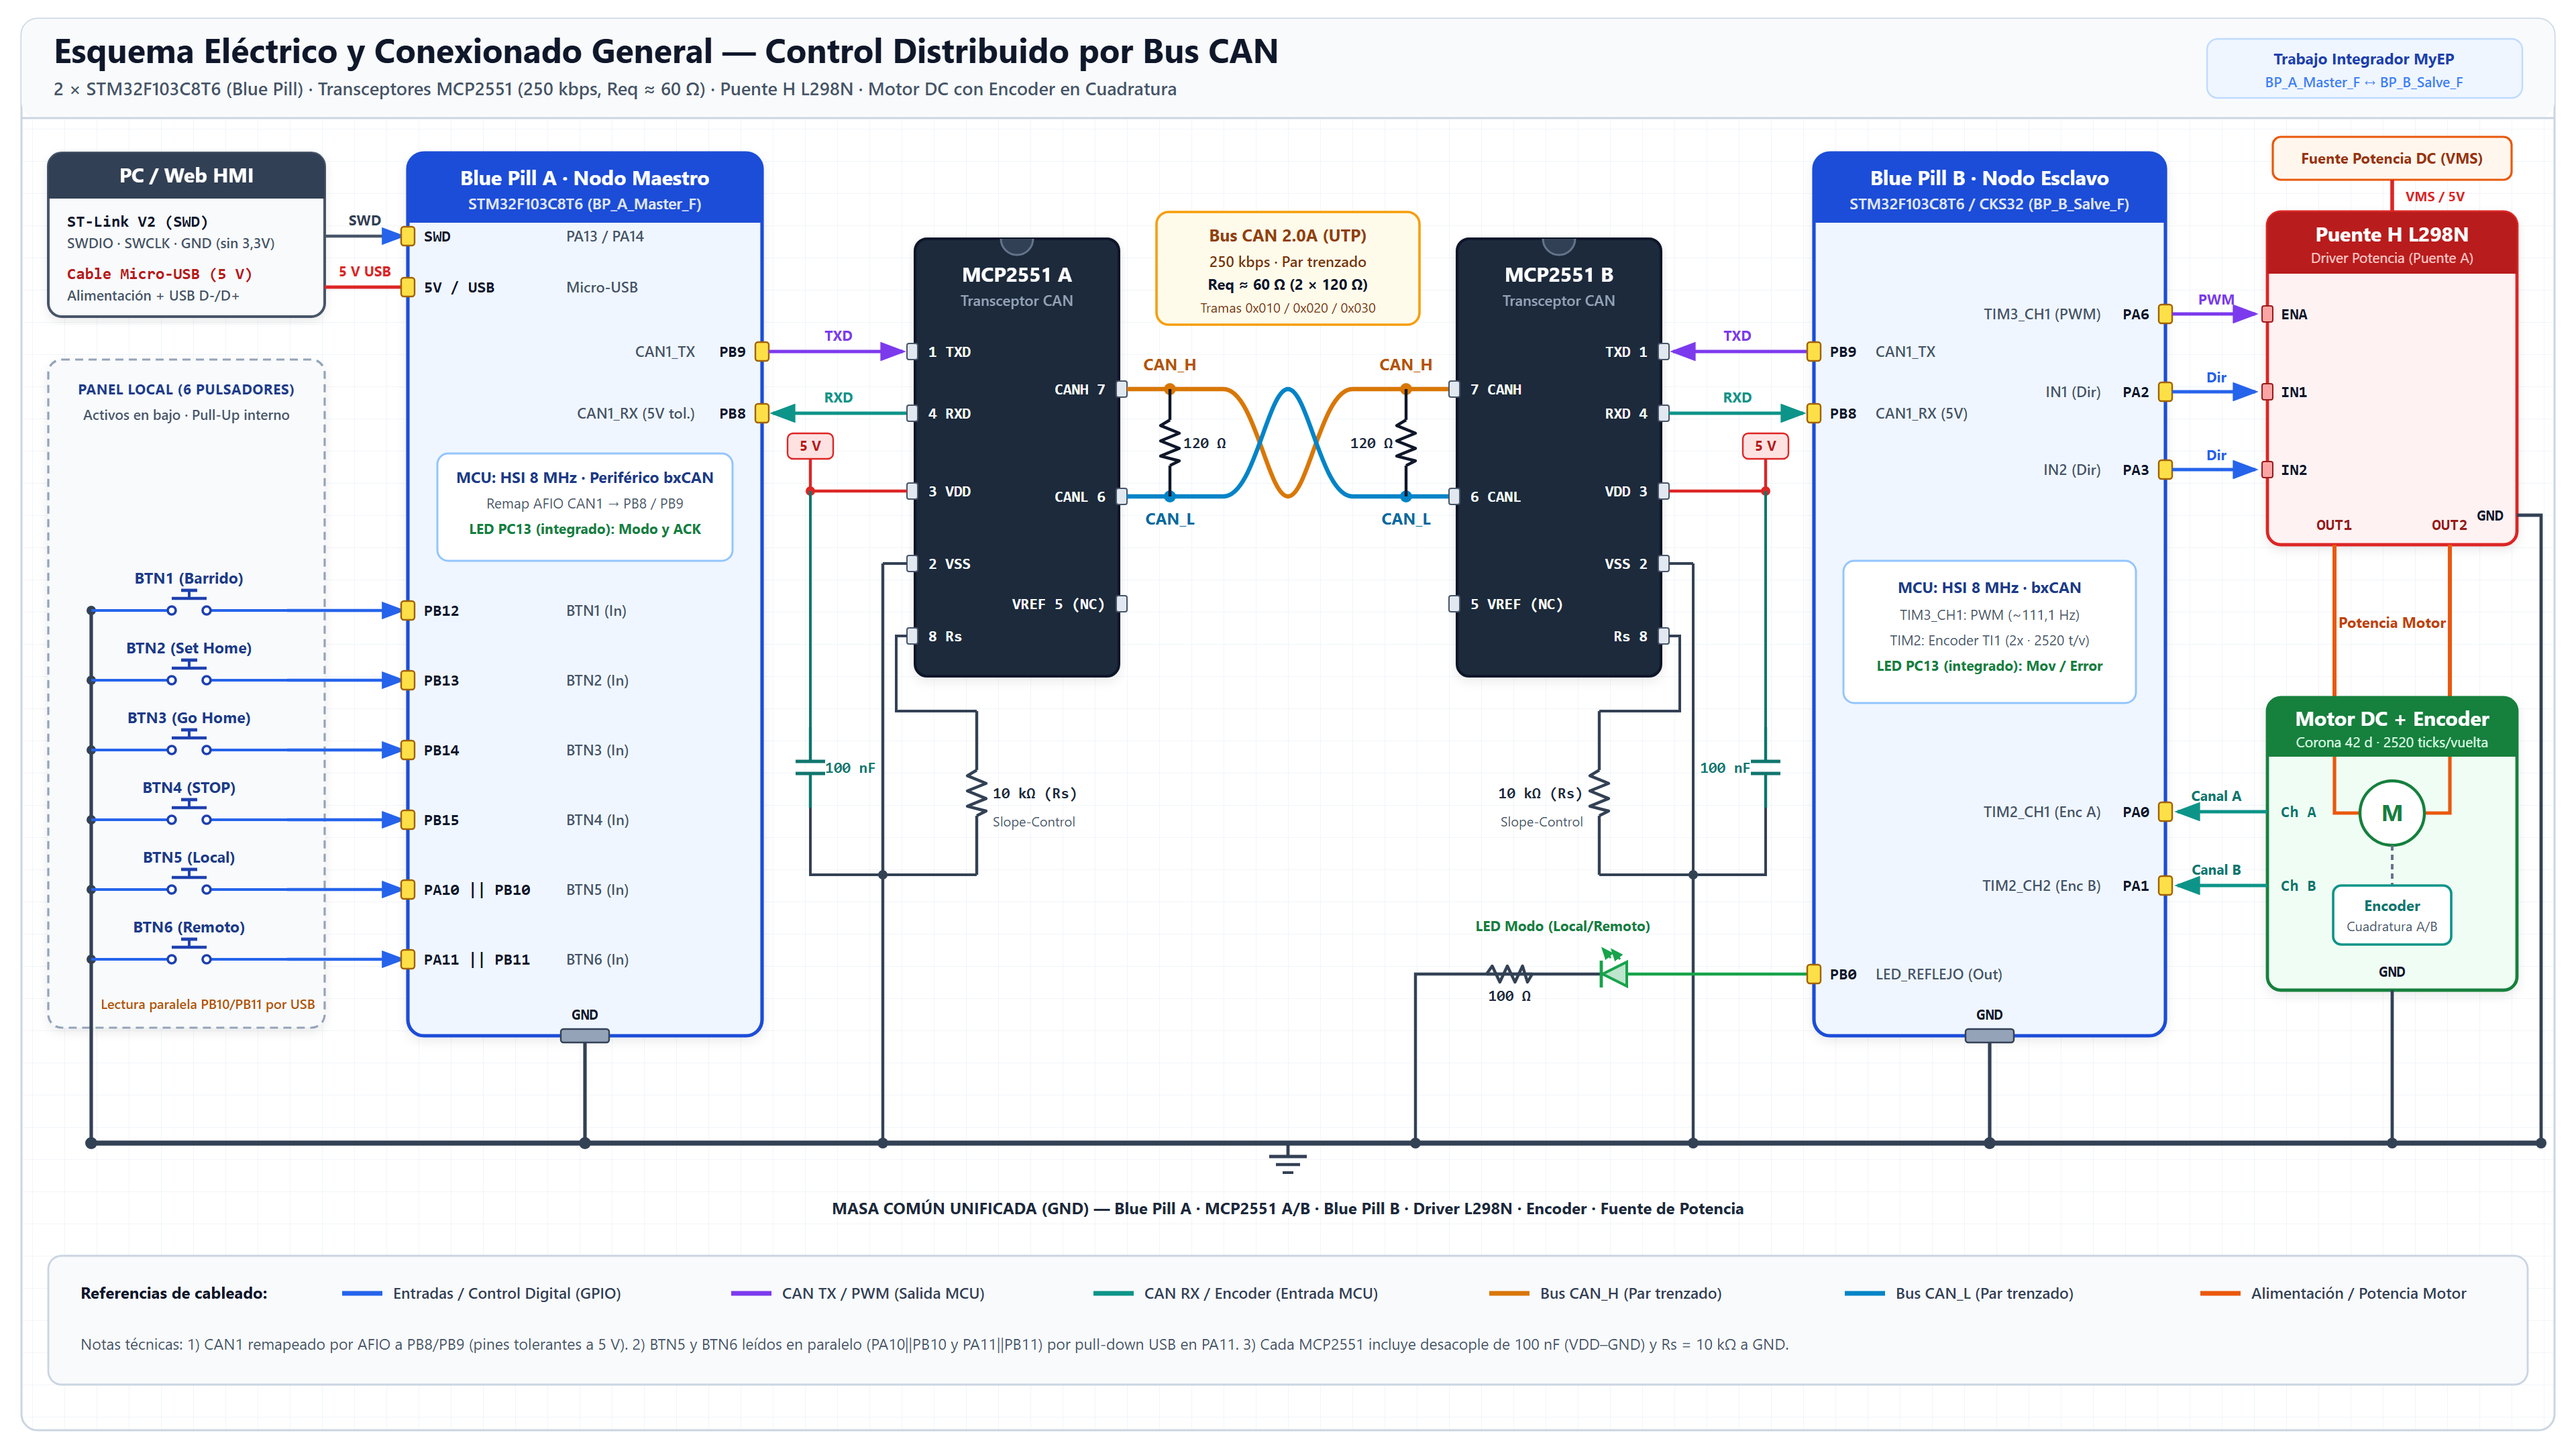 Esquema Eléctrico y Conexionado General — Control Distribuido por Bus CAN
2 × STM32F103C8T6 (Blue Pill) · Transceptores MCP2551 (250 kbps, Req ≈ 60 Ω) · Puente H L298N · Motor DC con Encoder en Cuadratura
Trabajo Integrador MyEP
BP_A_Master_F ↔ BP_B_Salve_F
PC / Web HMI
ST-Link V2 (SWD)
SWDIO · SWCLK · GND (sin 3,3V)
Cable Micro-USB (5 V)
Alimentación + USB D-/D+
SWD
5 V USB
PANEL LOCAL (6 PULSADORES)
Activos en bajo · Pull-Up interno
BTN1 (Barrido)
BTN2 (Set Home)
BTN3 (Go Home)
BTN4 (STOP)
BTN5 (Local)
BTN6 (Remoto)
Lectura paralela PB10/PB11 por USB
Blue Pill A · Nodo Maestro
STM32F103C8T6 (BP_A_Master_F)
SWD PA13 / PA14
5V / USB Micro-USB
CAN1_TX PB9
CAN1_RX (5V tol.) PB8
MCU: HSI 8 MHz · Periférico bxCAN
Remap AFIO CAN1 → PB8 / PB9
LED PC13 (integrado): Modo y ACK
PB12 BTN1 (In)
PB13 BTN2 (In)
PB14 BTN3 (In)
PB15 BTN4 (In)
PA10 || PB10 BTN5 (In)
PA11 || PB11 BTN6 (In)
GND
TXD
RXD
5 V
100 nF
10 kΩ (Rs)
Slope-Control
MCP2551 A
Transceptor CAN
1 TXD
CANH 7
4 RXD
3 VDD
CANL 6
2 VSS
VREF 5 (NC)
8 Rs
Bus CAN 2.0A (UTP)
250 kbps · Par trenzado
Req ≈ 60 Ω (2 × 120 Ω)
Tramas 0x010 / 0x020 / 0x030
CAN_H
CAN_H
120 Ω
120 Ω
CAN_L
CAN_L
MCP2551 B
Transceptor CAN
TXD 1
7 CANH
RXD 4
VDD 3
6 CANL
VSS 2
5 VREF (NC)
Rs 8
TXD
RXD
5 V
100 nF
10 kΩ (Rs)
Slope-Control
LED Modo (Local/Remoto)
100 Ω
Blue Pill B · Nodo Esclavo
STM32F103C8T6 / CKS32 (BP_B_Salve_F)
TIM3_CH1 (PWM) PA6
PB9 CAN1_TX
IN1 (Dir) PA2
PB8 CAN1_RX (5V)
IN2 (Dir) PA3
MCU: HSI 8 MHz · bxCAN
TIM3_CH1: PWM (~111,1 Hz)
TIM2: Encoder TI1 (2x · 2520 t/v)
LED PC13 (integrado): Mov / Error
TIM2_CH1 (Enc A) PA0
TIM2_CH2 (Enc B) PA1
PB0 LED_REFLEJO (Out)
GND
PWM
Dir
Dir
Canal A
Canal B
Fuente Potencia DC (VMS)
VMS / 5V
Puente H L298N
Driver Potencia (Puente A)
ENA
IN1
IN2
GND
OUT1 OUT2
Potencia Motor
Motor DC + Encoder
Corona 42 d · 2520 ticks/vuelta
Ch A
M
Ch B
Encoder
Cuadratura A/B
GND
MASA COMÚN UNIFICADA (GND) — Blue Pill A · MCP2551 A/B · Blue Pill B · Driver L298N · Encoder · Fuente de Potencia
Referencias de cableado: Entradas / Control Digital (GPIO) CAN TX / PWM (Salida MCU) CAN RX / Encoder (Entrada MCU) Bus CAN_H (Par trenzado) Bus CAN_L (Par trenzado) Alimentación / Potencia Motor
Notas técnicas: 1) CAN1 remapeado por AFIO a PB8/PB9 (pines tolerantes a 5 V). 2) BTN5 y BTN6 leídos en paralelo (PA10||PB10 y PA11||PB11) por pull-down USB en PA11. 3) Cada MCP2551 incluye desacople de 100 nF (VDD–GND) y Rs = 10 kΩ a GND.